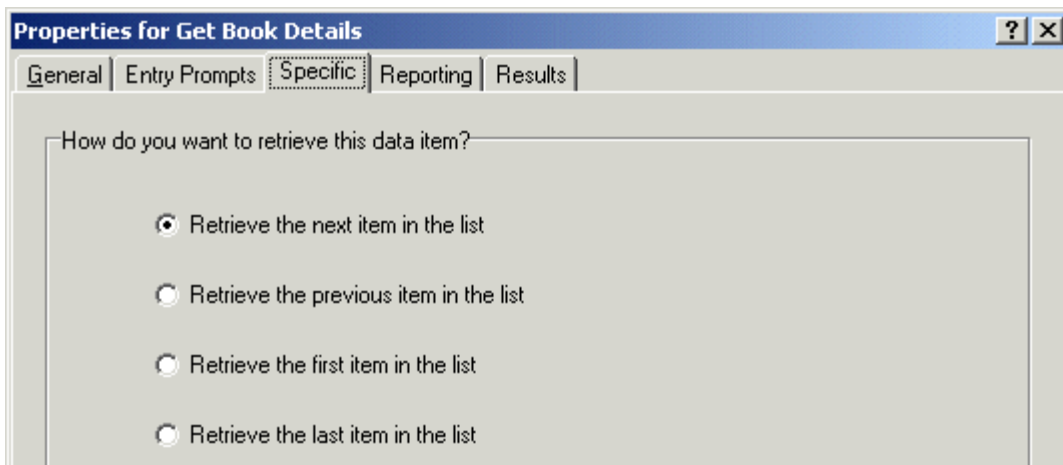 Properties for Get Book Details
General Entry Prompts Specific Reporting Results
How do you want to retrieve this data item?
Retrieve the next item in the list
Retrieve the previous item in the list
Retrieve the first item in the list
Retrieve the last item in the list